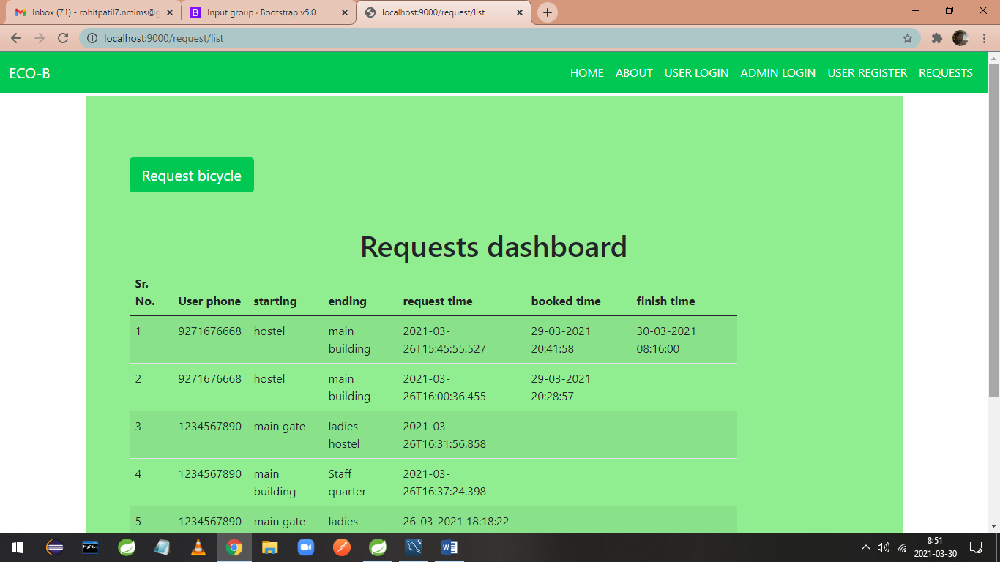 Inbox (71) - rohitpatil7.nmims@g
Input group · Bootstrap v5.0
localhost:9000/request/list
localhost:9000/request/list
ECO-B HOME ABOUT USER LOGIN ADMIN LOGIN USER REGISTER REQUESTS
Request bicycle
Requests dashboard
Sr.
No. User phone starting ending request time booked time finish time
1 9271676668 hostel main 2021-03- 29-03-2021 30-03-2021
building 26T15:45:55.527 20:41:58 08:16:00
2 9271676668 hostel main 2021-03- 29-03-2021
building 26T16:00:36.455 20:28:57
3 1234567890 main gate ladies 2021-03-
hostel 26T16:31:56.858
4 1234567890 main Staff 2021-03-
building quarter 26T16:37:24.398
5 1234567890 main gate ladies 26-03-2021 18:18:22
MySQL
W
8:51
2021-03-30